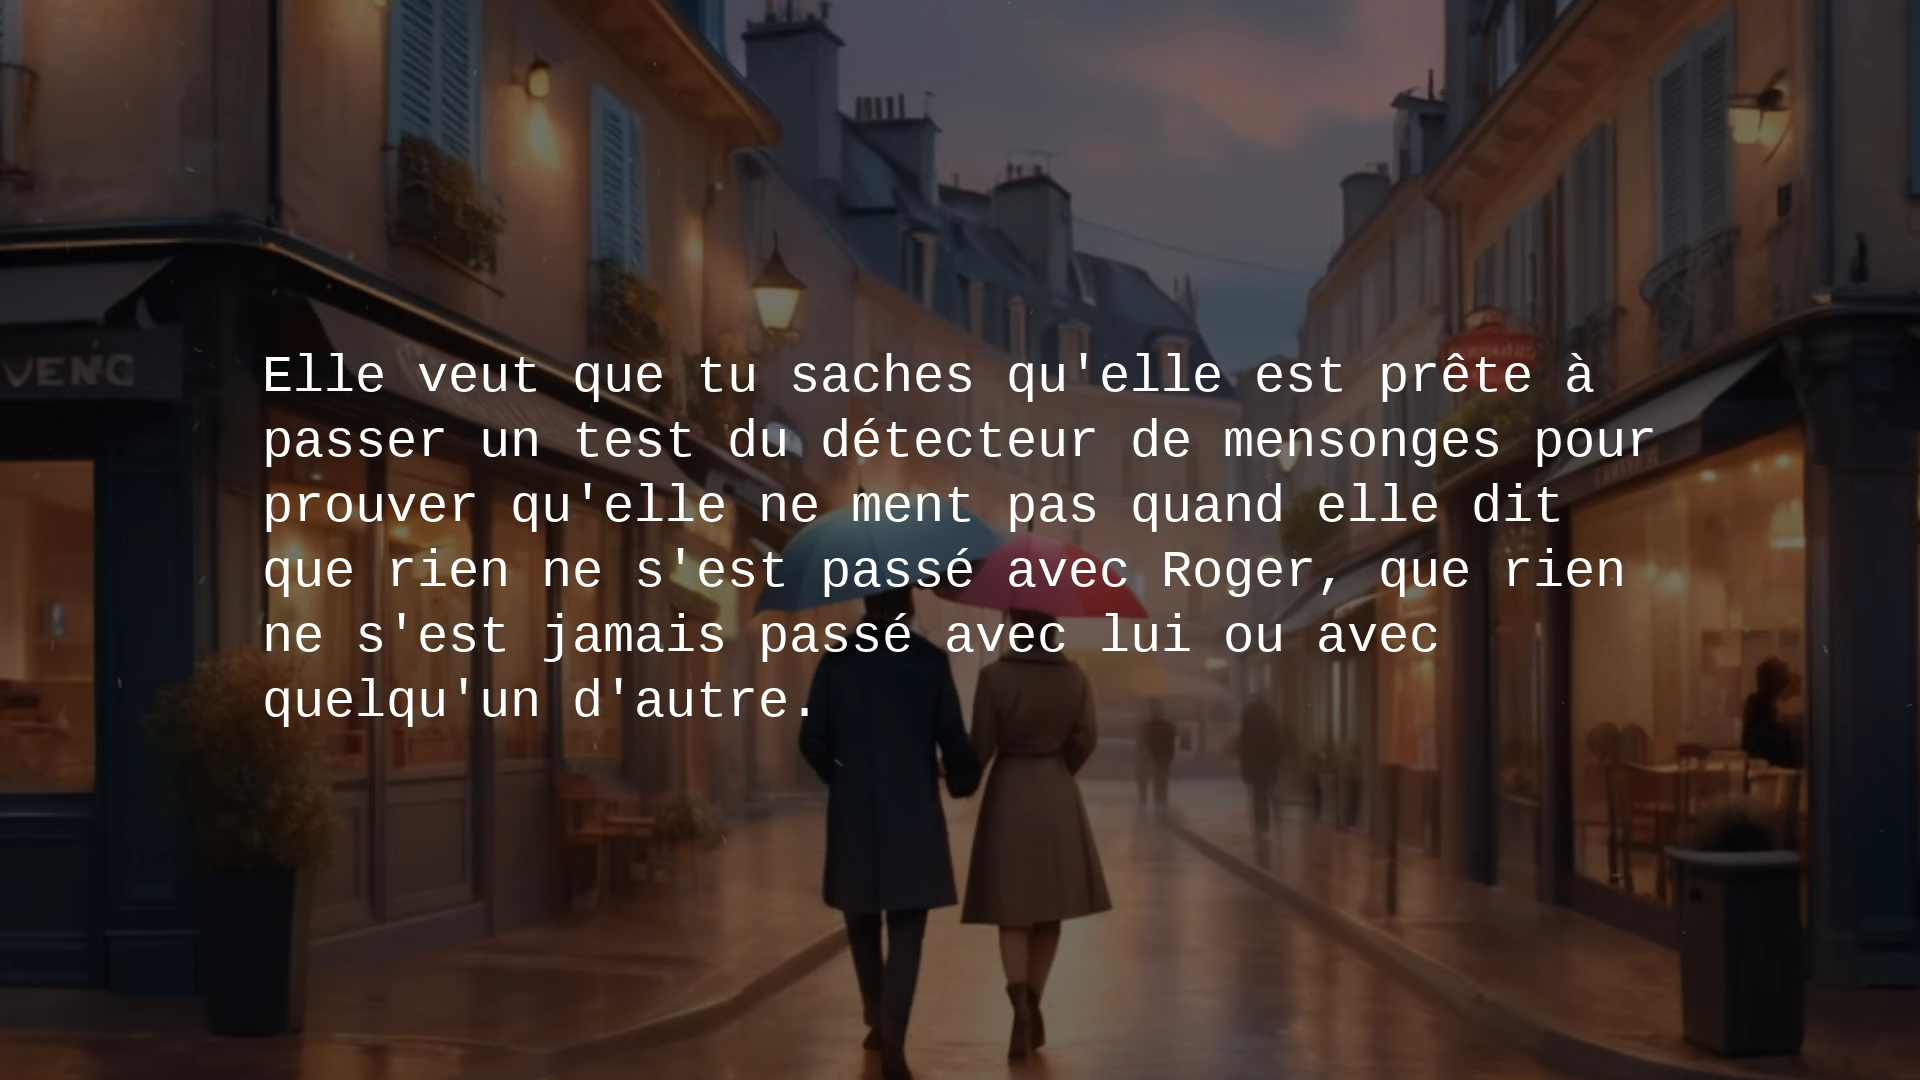 VENG
Elle veut que tu saches qu'elle est prête à
passer un test du détecteur de mensonges pour
prouver qu'elle ne ment pas quand elle dit
que rien ne s'est passé avec Roger, que rien
ne s'est jamais passé avec lui ou avec
quelqu'un d'autre.